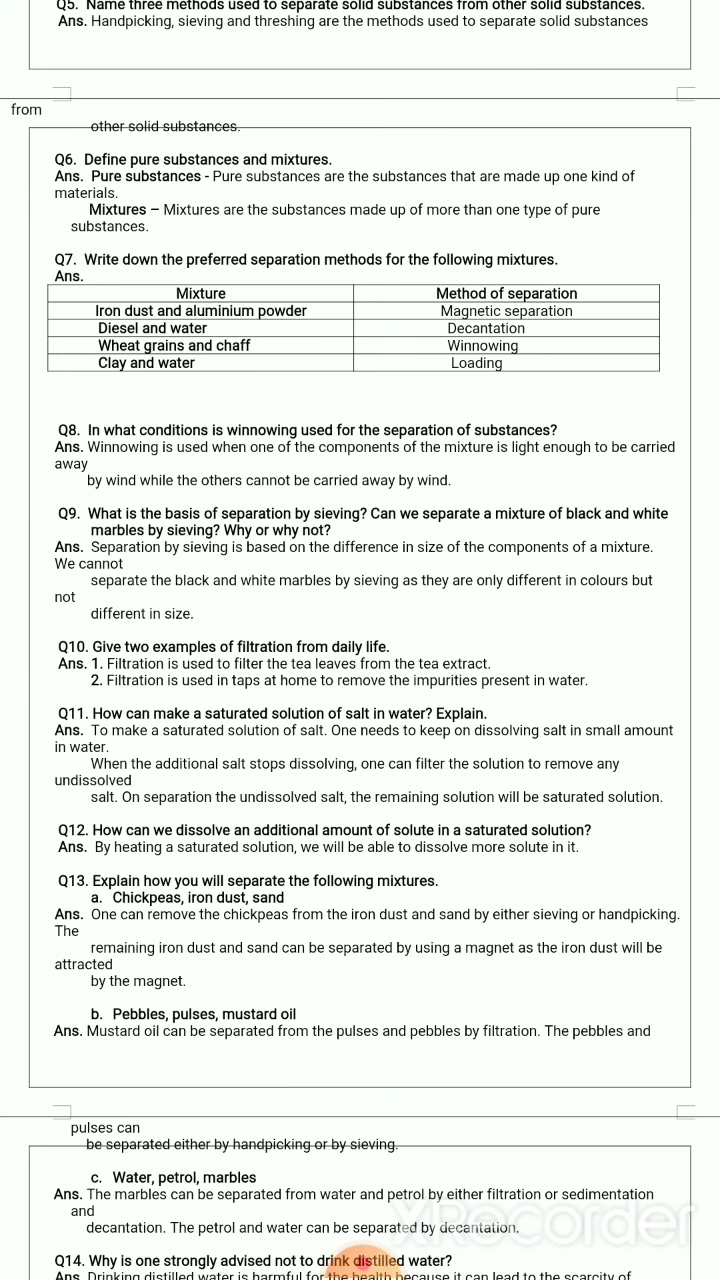 Q5. Name three methods used to separate solid substances from other solid substances.
Ans. Handpicking, sieving and threshing are the methods used to separate solid substances
from
other solid substances.
Q6. Define pure substances and mixtures.
Ans. Pure substances - Pure substances are the substances that are made up one kind of
materials.
Mixtures – Mixtures are the substances made up of more than one type of pure
substances.
Q7. Write down the preferred separation methods for the following mixtures.
Ans.
Mixture Method of separation
Iron dust and aluminium powder Magnetic separation
Diesel and water Decantation
Wheat grains and chaff Winnowing
Clay and water Loading
Q8. In what conditions is winnowing used for the separation of substances?
Ans. Winnowing is used when one of the components of the mixture is light enough to be carried
away
by wind while the others cannot be carried away by wind.
Q9. What is the basis of separation by sieving? Can we separate a mixture of black and white
marbles by sieving? Why or why not?
Ans. Separation by sieving is based on the difference in size of the components of a mixture.
We cannot
separate the black and white marbles by sieving as they are only different in colours but
not
different in size.
Q10. Give two examples of filtration from daily life.
Ans. 1. Filtration is used to filter the tea leaves from the tea extract.
2. Filtration is used in taps at home to remove the impurities present in water.
Q11. How can make a saturated solution of salt in water? Explain.
Ans. To make a saturated solution of salt. One needs to keep on dissolving salt in small amount
in water.
When the additional salt stops dissolving, one can filter the solution to remove any
undissolved
salt. On separation the undissolved salt, the remaining solution will be saturated solution.
Q12. How can we dissolve an additional amount of solute in a saturated solution?
Ans. By heating a saturated solution, we will be able to dissolve more solute in it.
Q13. Explain how you will separate the following mixtures.
a. Chickpeas, iron dust, sand
Ans. One can remove the chickpeas from the iron dust and sand by either sieving or handpicking.
The
remaining iron dust and sand can be separated by using a magnet as the iron dust will be
attracted
by the magnet.
b. Pebbles, pulses, mustard oil
Ans. Mustard oil can be separated from the pulses and pebbles by filtration. The pebbles and
pulses can
be separated either by handpicking or by sieving.
c. Water, petrol, marbles
Ans. The marbles can be separated from water and petrol by either filtration or sedimentation
and
decantation. The petrol and water can be separated by decantation.
XRecorder
Q14. Why is one strongly advised not to drink distilled water?
Ans. Drinking distilled water is harmful for the health because it can lead to the scarcity of